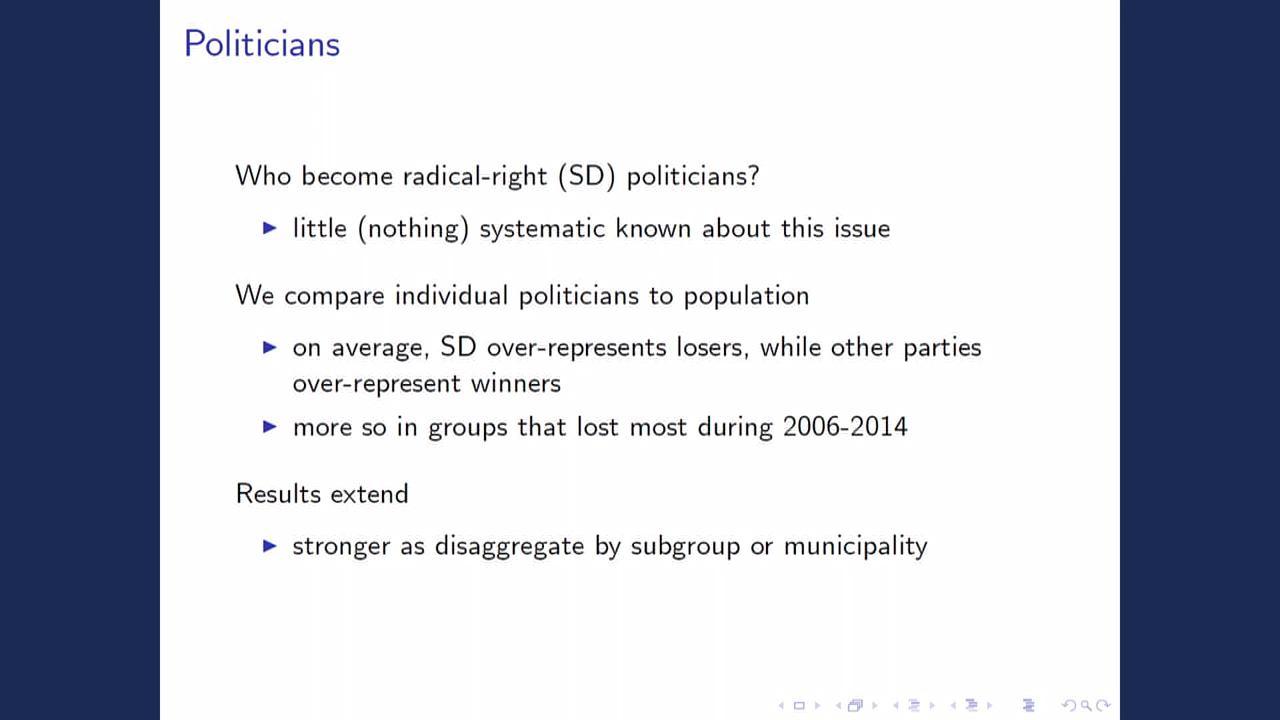 Politicians
Who become radical-right (SD) politicians?
little (nothing) systematic known about this issue
We compare individual politicians to population
on average, SD over-represents losers, while other parties
over-represent winners
more so in groups that lost most during 2006-2014
Results extend
stronger as disaggregate by subgroup or municipality